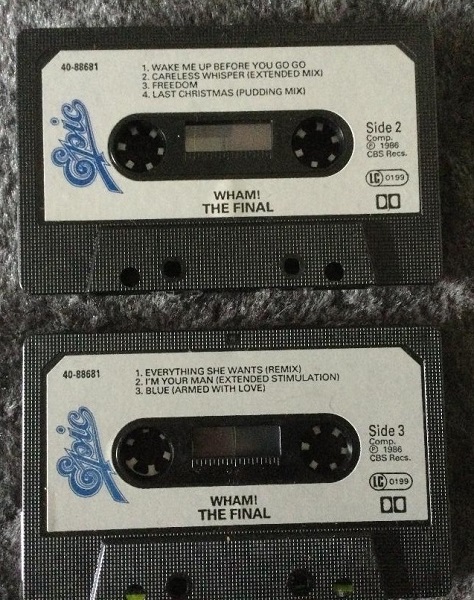 40-88681
1. WAKE ME UP BEFORE YOU GO GO
2. CARELESS WHISPER (EXTENDED MIX)
3. FREEDOM
4. LAST CHRISTMAS (PUDDING MIX)
Epic
Side 2
Comp.
℗ 1986
CBS Recs.
LC 0199
WHAM!
THE FINAL
40-88681
1. EVERYTHING SHE WANTS (REMIX)
2. I'M YOUR MAN (EXTENDED STIMULATION)
3. BLUE (ARMED WITH LOVE)
Epic
Side 3
Comp.
℗ 1986
CBS Recs.
LC 0199
WHAM!
THE FINAL